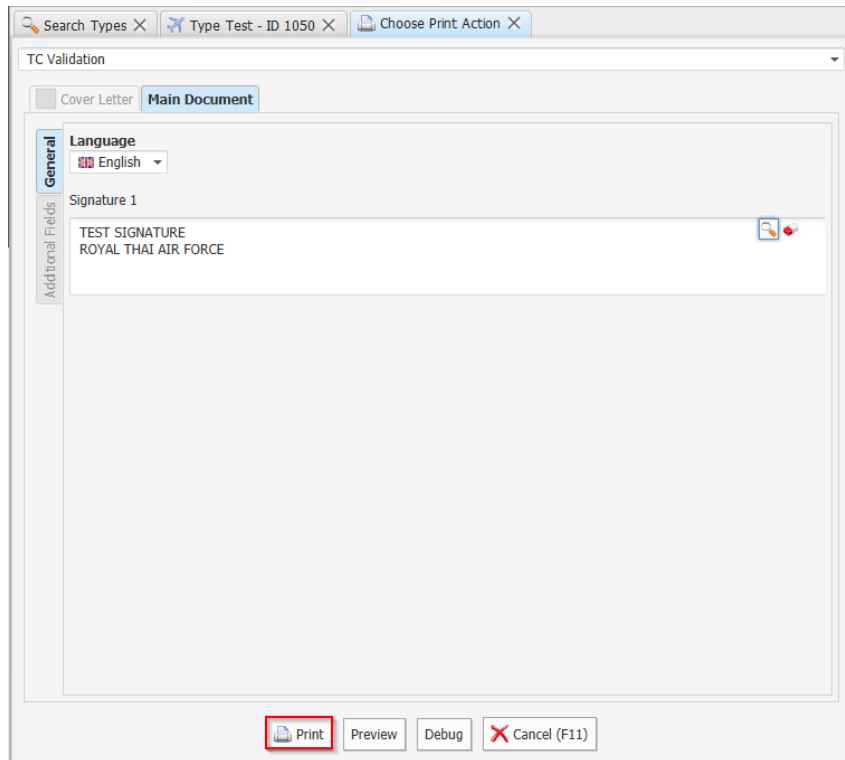 Search Types
Type Test - ID 1050
Choose Print Action
TC Validation
Cover Letter
Main Document
General
Additional Fields
Language
English
Signature 1
TEST SIGNATURE
ROYAL THAI AIR FORCE
Print
Preview
Debug
Cancel (F11)